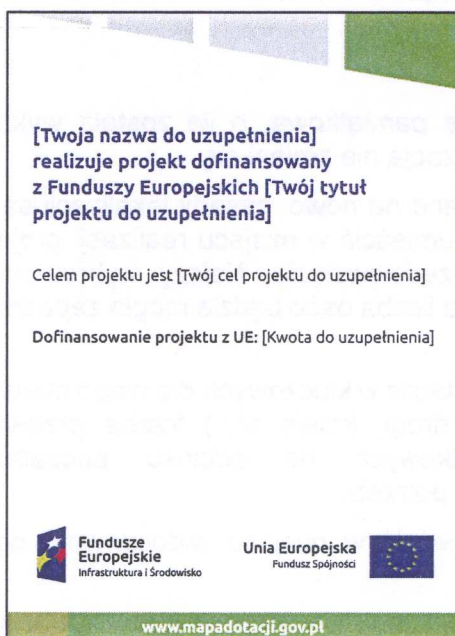 [Twoja nazwa do uzupełnienia]
realizuje projekt dofinansowany
z Funduszy Europejskich [Twój tytuł
projektu do uzupełnienia]
Celem projektu jest [Twój cel projektu do uzupełnienia]
Dofinansowanie projektu z UE: [Kwota do uzupełnienia]
Fundusze
Europejskie
Infrastruktura i Środowisko
Unia Europejska
Fundusz Spójności
www.mapadotacji.gov.pl